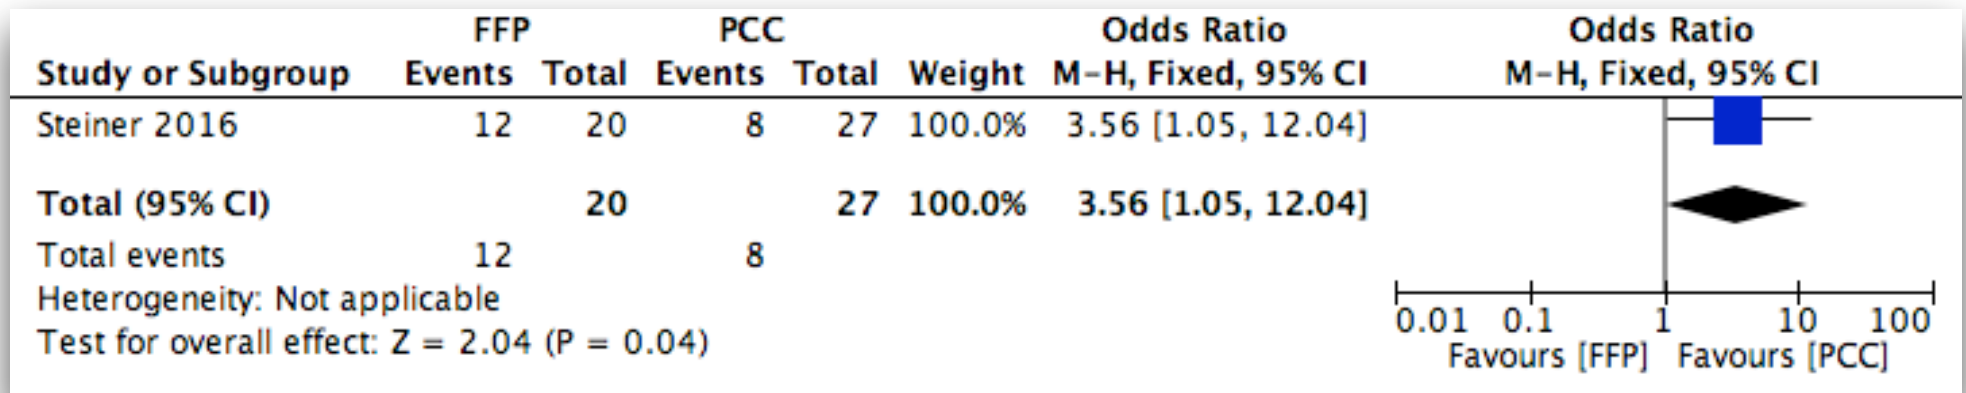 FFP PCC Odds Ratio Odds Ratio
Study or Subgroup Events Total Events Total Weight M-H, Fixed, 95% CI M-H, Fixed, 95% CI
Steiner 2016 12 20 8 27 100.0% 3.56 [1.05, 12.04]
Total (95% CI) 20 27 100.0% 3.56 [1.05, 12.04]
Total events 12 8
Heterogeneity: Not applicable
Test for overall effect: Z = 2.04 (P = 0.04)
0.01 0.1 1 10 100
Favours [FFP] Favours [PCC]